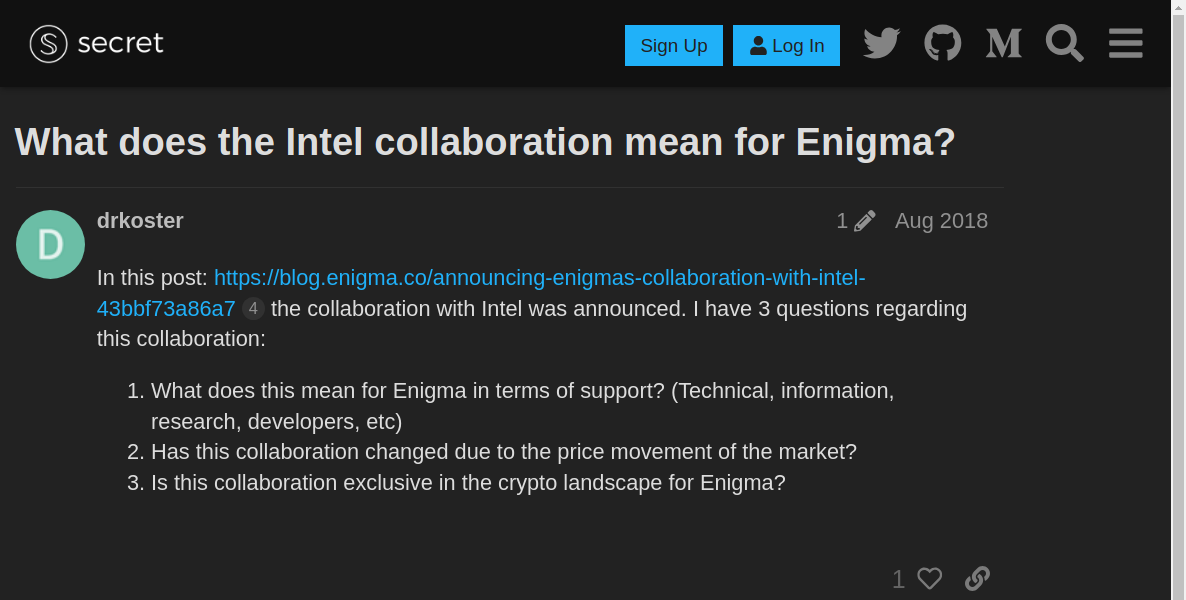 secret
Sign Up
Log In
What does the Intel collaboration mean for Enigma?
D
drkoster
1
Aug 2018
In this post: https://blog.enigma.co/announcing-enigmas-collaboration-with-intel-
43bbf73a86a7 4 the collaboration with Intel was announced. I have 3 questions regarding
this collaboration:
1. What does this mean for Enigma in terms of support? (Technical, information,
research, developers, etc)
2. Has this collaboration changed due to the price movement of the market?
3. Is this collaboration exclusive in the crypto landscape for Enigma?
1